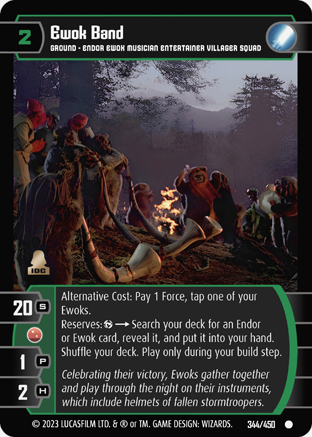 2
Ewok Band
GROUND • ENDOR EWOK MUSICIAN ENTERTAINER VILLAGER SQUAD
IDC
20 S
1 P
2 H
Alternative Cost: Pay 1 Force, tap one of your
Ewoks.
Reserves: → Search your deck for an Endor
or Ewok card, reveal it, and put it into your hand.
Shuffle your deck. Play only during your build step.
Celebrating their victory, Ewoks gather together
and play through the night on their instruments,
which include helmets of fallen stormtroopers.
© 2023 LUCASFILM LTD. & ® or TM. GAME DESIGN: WIZARDS.
344/450